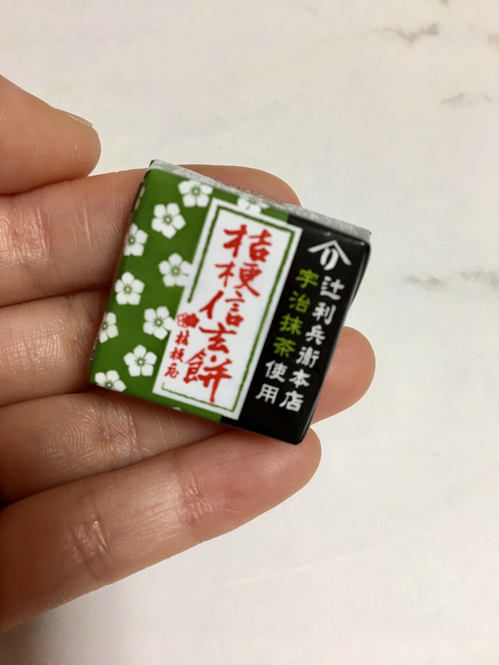 辻利兵衛本店
宇治抹茶使用
桔梗信玄餅
桔梗屋